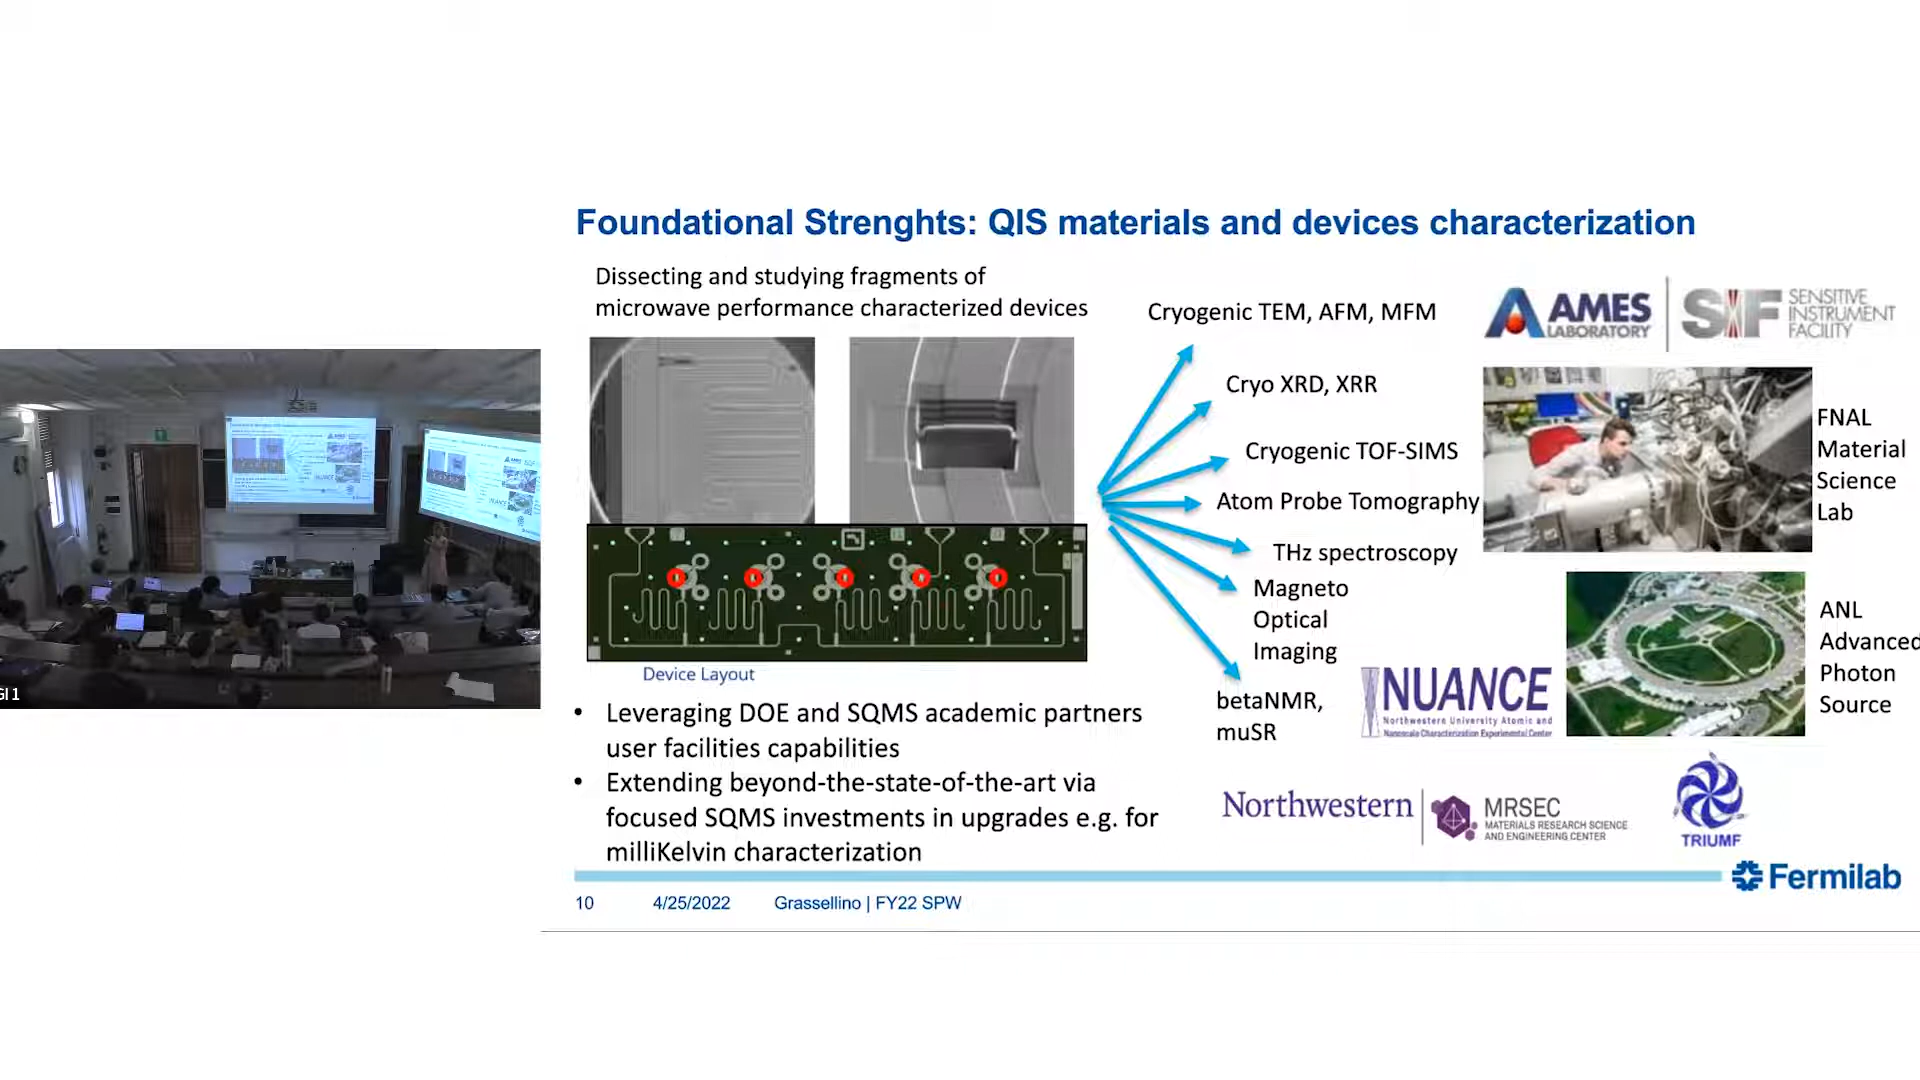 Foundational Strenghts: QIS materials and devices characterization
Dissecting and studying fragments of
microwave performance characterized devices
Cryogenic TEM, AFM, MFM
Cryo XRD, XRR
Cryogenic TOF-SIMS
Atom Probe Tomography
THz spectroscopy
Magneto
Optical
Imaging
betaNMR,
muSR
AMES
LABORATORY
SIF
SENSITIVE
INSTRUMENT
FACILITY
FNAL
Material
Science
Lab
ANL
Advanced
Photon
Source
NUANCE
Northwestern University Atomic and
Nanoscale Characterization Experimental Center
Device Layout
• Leveraging DOE and SQMS academic partners
user facilities capabilities
• Extending beyond-the-state-of-the-art via
focused SQMS investments in upgrades e.g. for
milliKelvin characterization
Northwestern
MRSEC
MATERIALS RESEARCH SCIENCE
AND ENGINEERING CENTER
TRIUMF
Fermilab
10 4/25/2022 Grassellino | FY22 SPW
GI 1